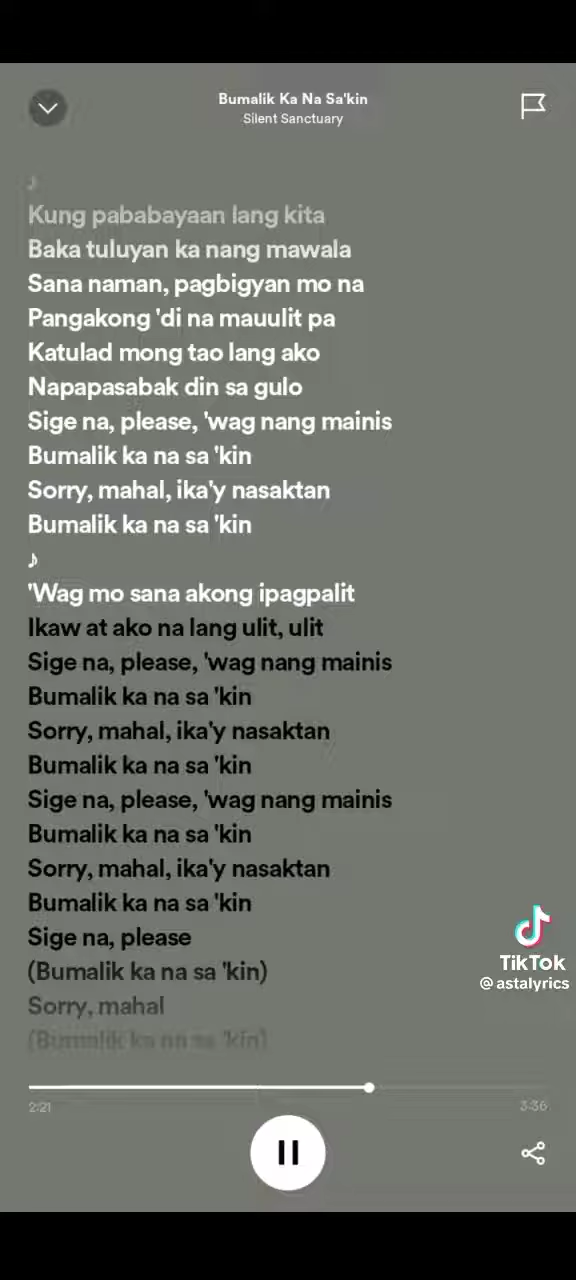 Bumalik Ka Na Sa'kin
Silent Sanctuary
♪
Kung pababayaan lang kita
Baka tuluyan ka nang mawala
Sana naman, pagbigyan mo na
Pangakong 'di na mauulit pa
Katulad mong tao lang ako
Napapasabak din sa gulo
Sige na, please, 'wag nang mainis
Bumalik ka na sa 'kin
Sorry, mahal, ika'y nasaktan
Bumalik ka na sa 'kin
♪
'Wag mo sana akong ipagpalit
Ikaw at ako na lang ulit, ulit
Sige na, please, 'wag nang mainis
Bumalik ka na sa 'kin
Sorry, mahal, ika'y nasaktan
Bumalik ka na sa 'kin
Sige na, please, 'wag nang mainis
Bumalik ka na sa 'kin
Sorry, mahal, ika'y nasaktan
Bumalik ka na sa 'kin
Sige na, please
(Bumalik ka na sa 'kin)
Sorry, mahal
(Bumalik ka na sa 'kin)
TikTok
@astalyrics
2:21
3:36